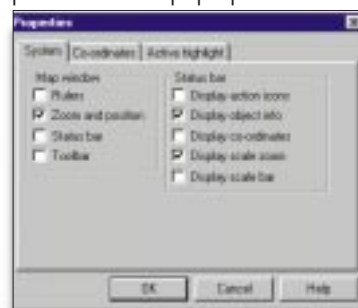 Properties
System Co-ordinates Active highlight
Map window
Rulers
Zoom and position
Status bar
Toolbar
Status bar
Display action icons
Display object info
Display co-ordinates
Display scale zoom
Display scale bar
OK Cancel Help